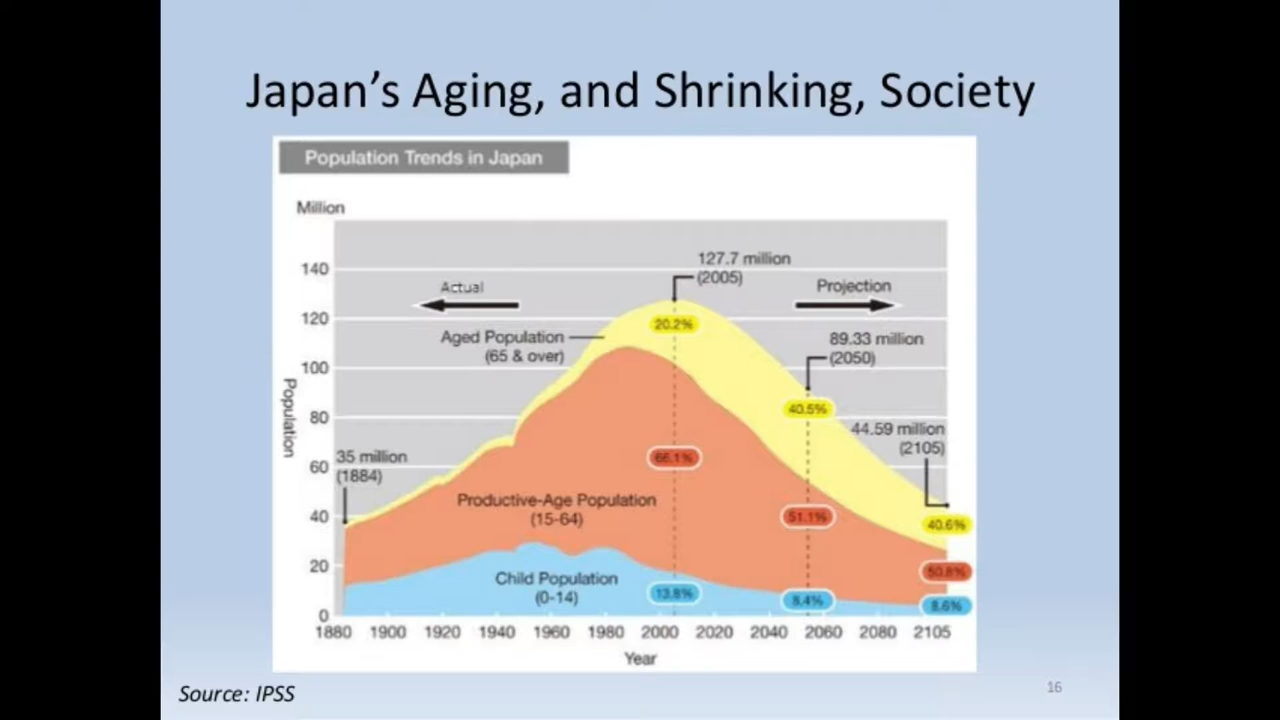 Japan's Aging, and Shrinking, Society
Population Trends in Japan
Million
140
120
100
80
60
40
20
0
Population
Actual
Projection
127.7 million
(2005)
Aged Population
(65 & over)
89.33 million
(2050)
44.59 million
(2105)
35 million
(1884)
Productive-Age Population
(15-64)
Child Population
(0-14)
20.2%
66.1%
13.8%
40.5%
51.1%
8.4%
40.6%
50.8%
8.6%
1880 1900 1920 1940 1960 1980 2000 2020 2040 2060 2080 2105
Year
Source: IPSS
16